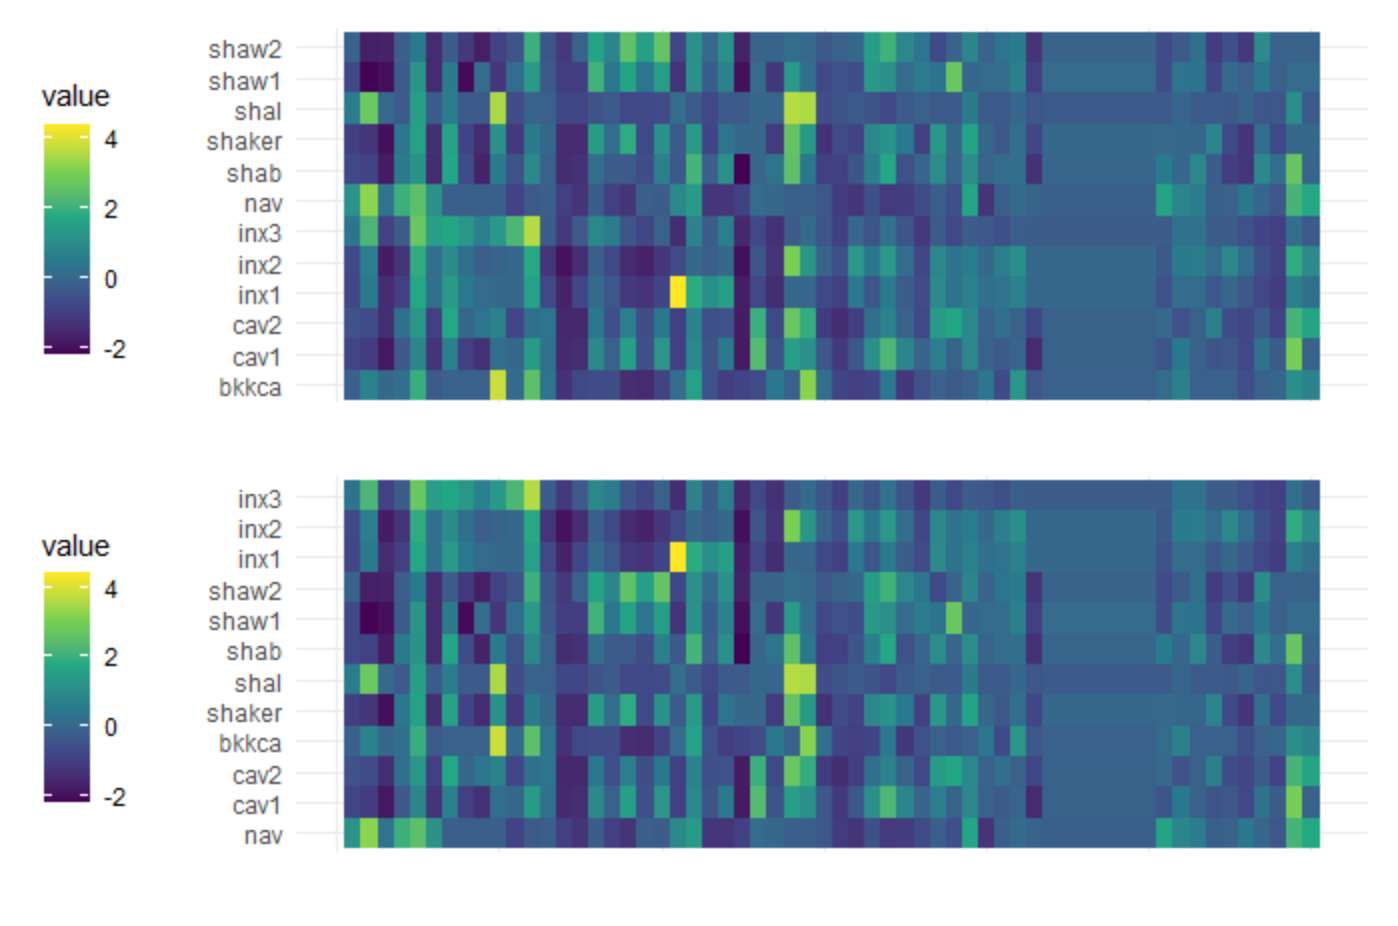 shaw2
shaw1
value
shal
4
shaker
shab
2
nav
inx3
0
inx2
inx1
cav2
-2
cav1
bkkca
inx3
inx2
value
inx1
4
shaw2
shaw1
2
shab
shal
0
shaker
bkkca
cav2
-2
cav1
nav